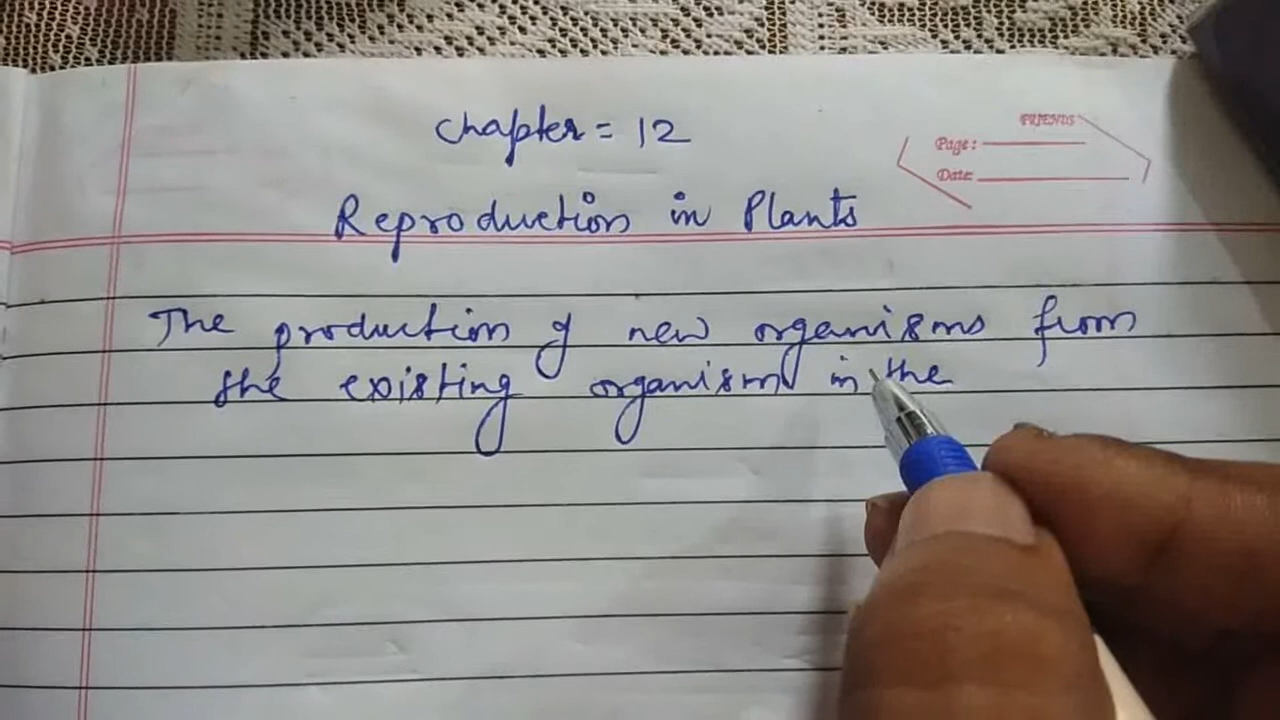 Chapter = 12
FRIENDS
Page:
Date:
Reproduction in Plants
The production of new organisms from
the existing organism in the